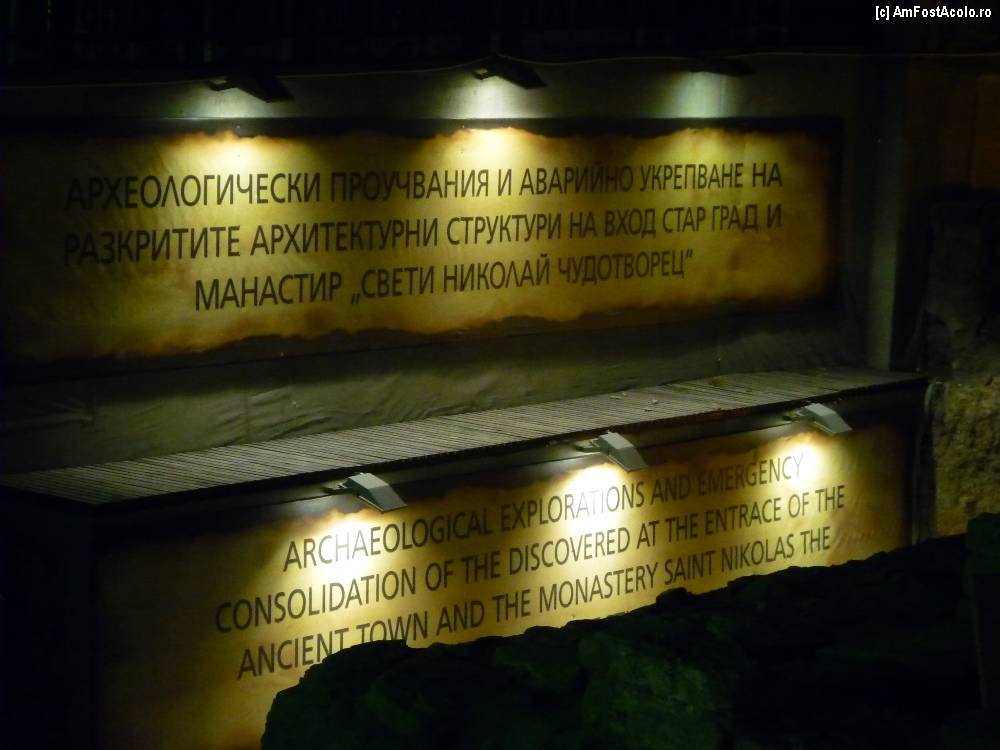 [c] AmFostAcolo.ro
АРХЕОЛОГИЧЕСКИ ПРОУЧВАНИЯ И АВАРИЙНО УКРЕПВАНЕ НА
РАЗКРИТИТЕ АРХИТЕКТУРНИ СТРУКТУРИ НА ВХОД СТАР ГРАД И
МАНАСТИР „СВЕТИ НИКОЛАЙ ЧУДОТВОРЕЦ“
ARCHAEOLOGICAL EXPLORATIONS AND EMERGENCY
CONSOLIDATION OF THE DISCOVERED AT THE ENTRACE OF THE
ANCIENT TOWN AND THE MONASTERY SAINT NIKOLAS THE